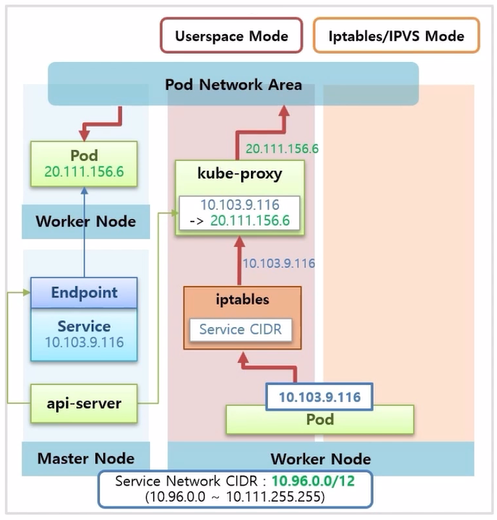 Userspace Mode
Iptables/IPVS Mode
Pod Network Area
20.111.156.6
Pod
20.111.156.6
kube-proxy
10.103.9.116
-> 20.111.156.6
Worker Node
10.103.9.116
Endpoint
Service
10.103.9.116
iptables
Service CIDR
api-server
10.103.9.116
Pod
Master Node
Worker Node
Service Network CIDR : 10.96.0.0/12
(10.96.0.0 ~ 10.111.255.255)